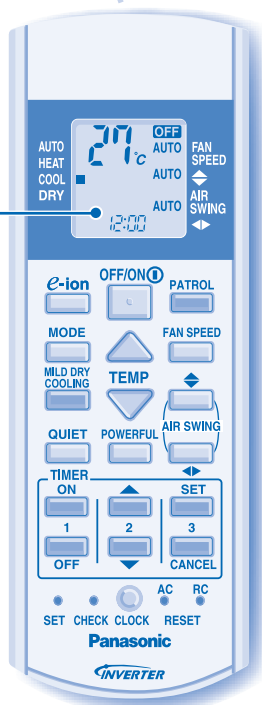 OFF
AUTO HEAT COOL DRY
27°C
AUTO
AUTO
AUTO
12:00
FAN SPEED
AIR SWING
e-ion
OFF/ON
PATROL
MODE
FAN SPEED
MILD DRY COOLING
TEMP
AIR SWING
QUIET
POWERFUL
TIMER
ON
SET
1
2
3
OFF
CANCEL
SET
CHECK
CLOCK
AC
RC
RESET
Panasonic
INVERTER